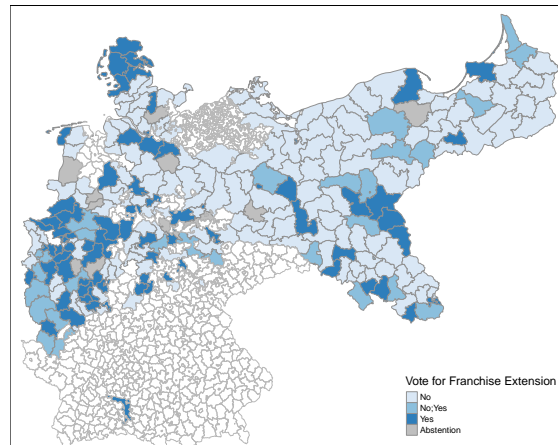 Vote for Franchise Extension
No
No;Yes
Yes
Abstention